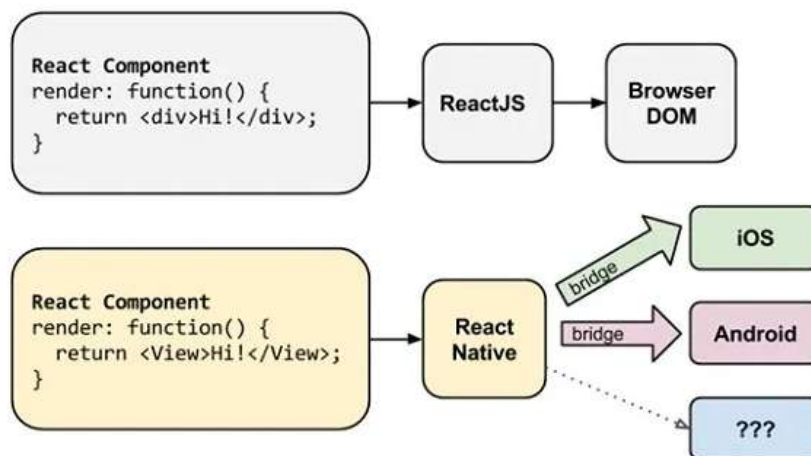 React Component
render: function() {
  return <div>Hi!</div>;
}
ReactJS
Browser
DOM
React Component
render: function() {
  return <View>Hi!</View>;
}
React
Native
bridge
iOS
bridge
Android
???